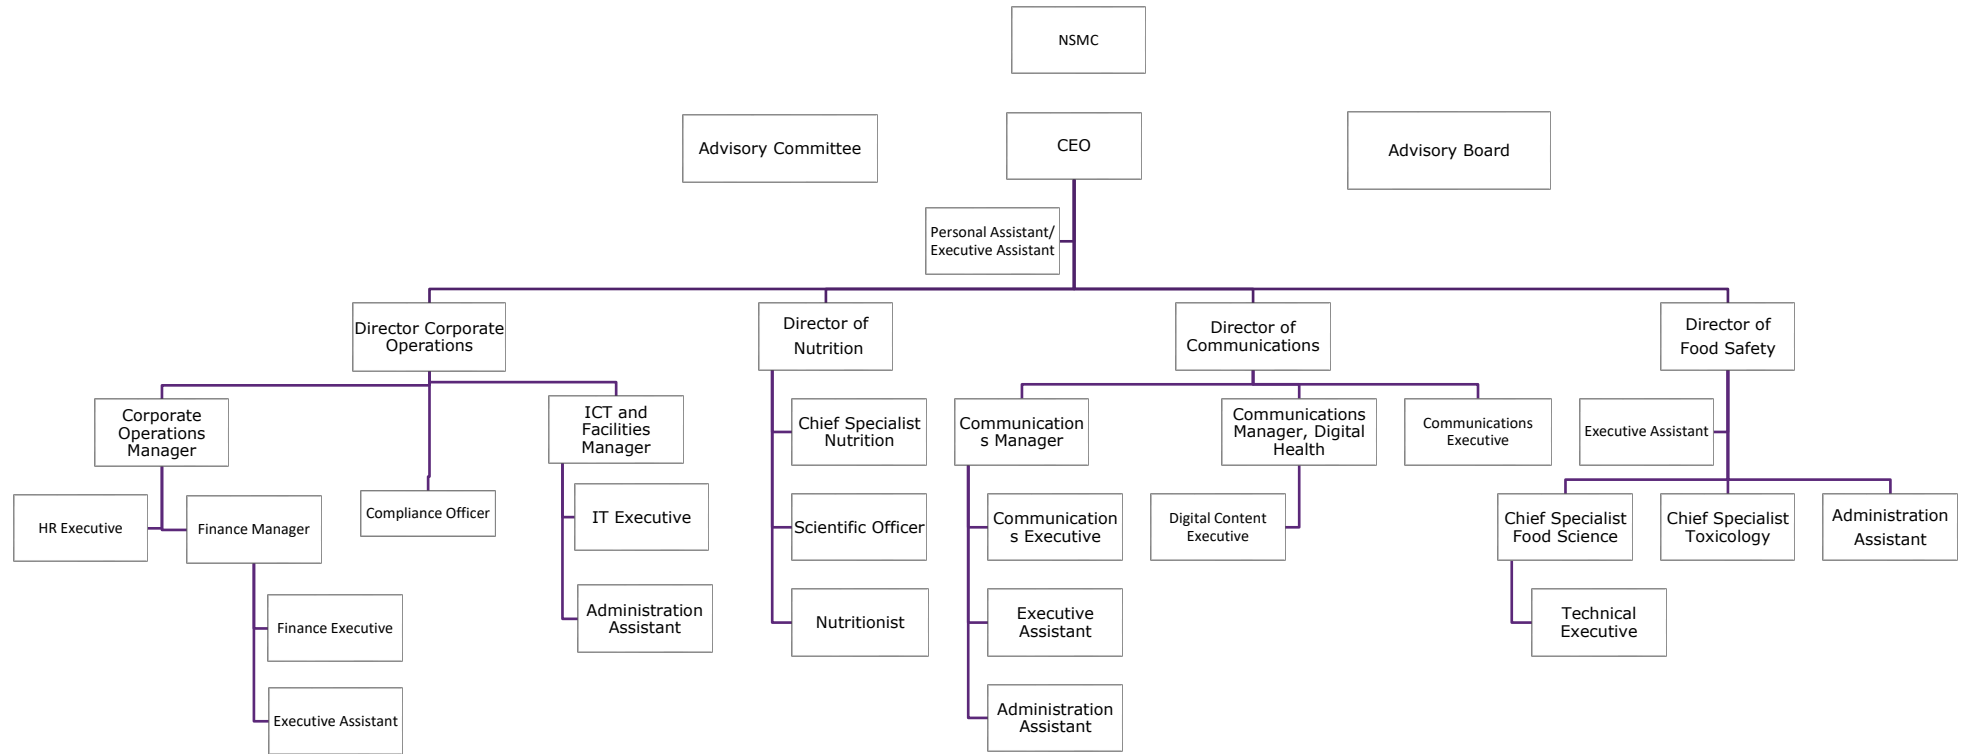 NSMC
Advisory Committee
CEO
Advisory Board
Personal Assistant/
Executive Assistant
Director Corporate
Operations
Director of
Nutrition
Director of
Communications
Director of
Food Safety
Corporate
Operations
Manager
ICT and
Facilities
Manager
Chief Specialist
Nutrition
Communication
s Manager
Communications
Manager, Digital
Health
Communications
Executive
Executive Assistant
HR Executive
Finance Manager
Compliance Officer
IT Executive
Scientific Officer
Communication
s Executive
Digital Content
Executive
Chief Specialist
Food Science
Chief Specialist
Toxicology
Administration
Assistant
Finance Executive
Administration
Assistant
Nutritionist
Executive
Assistant
Technical
Executive
Executive Assistant
Administration
Assistant